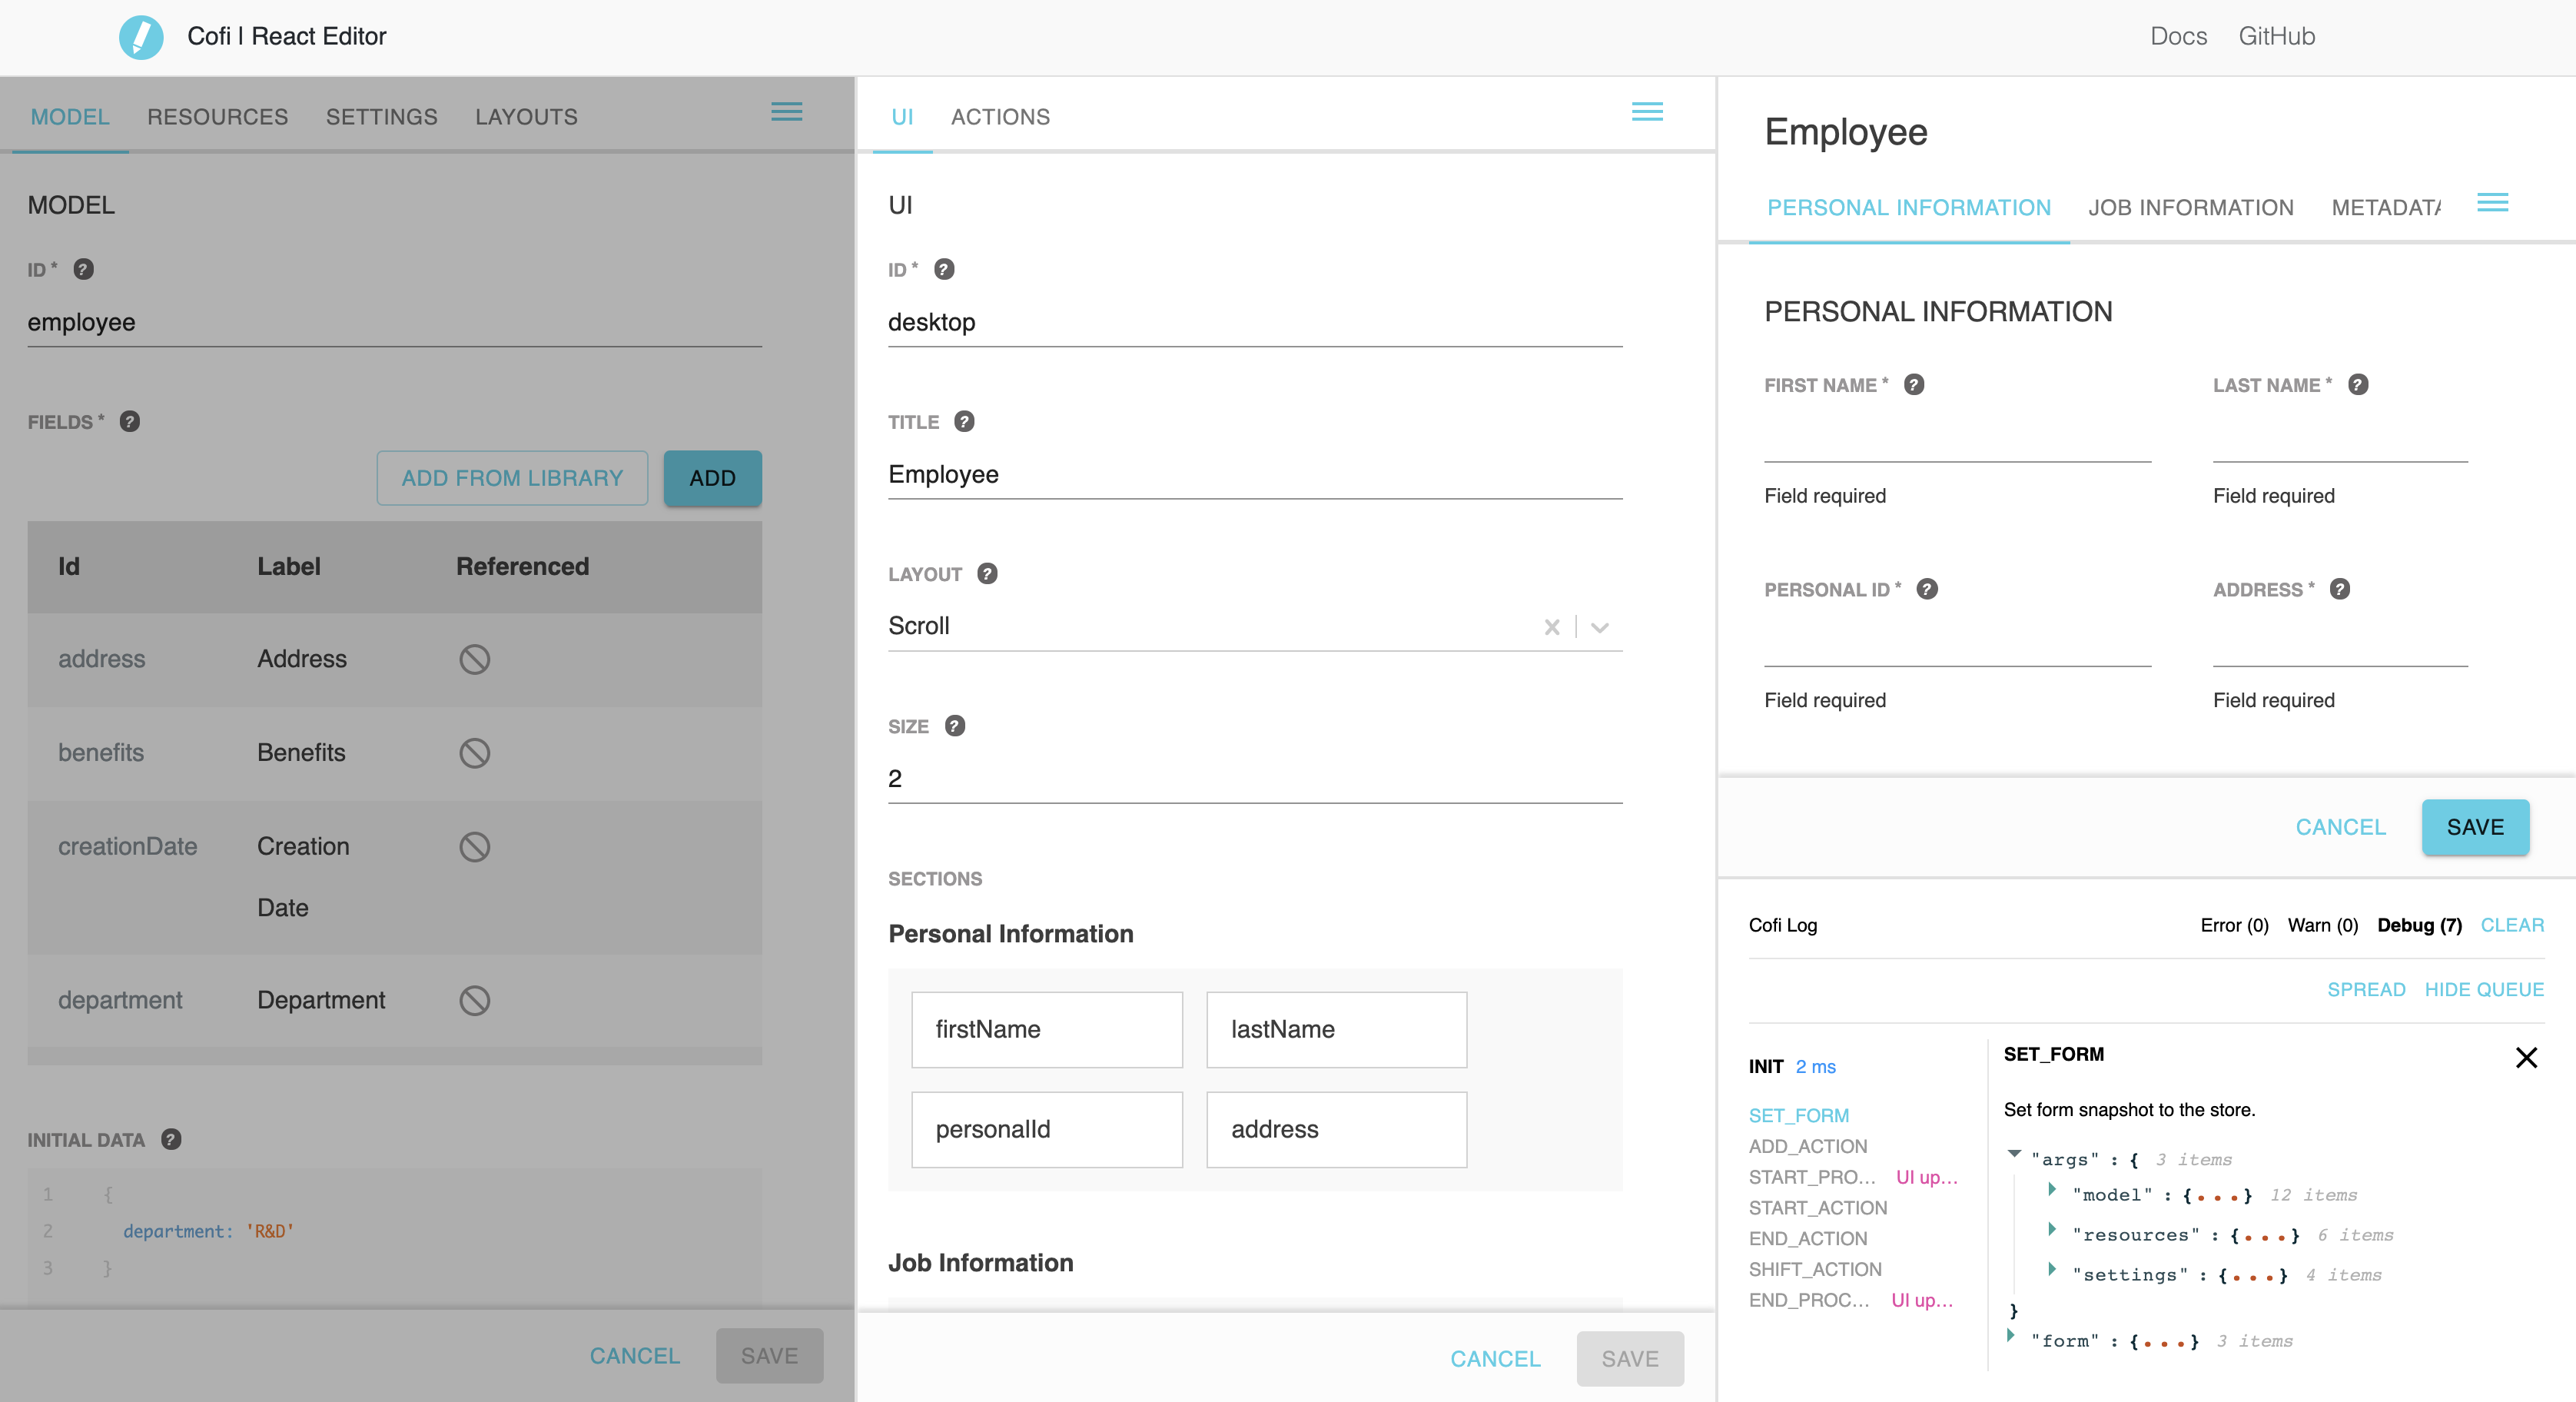 Cofi | React Editor
Docs GitHub
MODEL RESOURCES SETTINGS LAYOUTS
MODEL
ID *
employee
FIELDS *
ADD FROM LIBRARY ADD
Id Label Referenced
address Address
benefits Benefits
creationDate Creation
Date
department Department
INITIAL DATA
1 {
2 department: 'R&D'
3 }
CANCEL SAVE
UI ACTIONS
UI
ID *
desktop
TITLE
Employee
LAYOUT
Scroll
SIZE
2
SECTIONS
Personal Information
firstName lastName
personalId address
Job Information
CANCEL SAVE
Employee
PERSONAL INFORMATION JOB INFORMATION METADATA
PERSONAL INFORMATION
FIRST NAME * LAST NAME *
Field required Field required
PERSONAL ID * ADDRESS *
Field required Field required
CANCEL SAVE
Cofi Log Error (0) Warn (0) Debug (7) CLEAR
SPREAD HIDE QUEUE
INIT 2 ms
SET_FORM
ADD_ACTION
START_PRO... UI up...
START_ACTION
END_ACTION
SHIFT_ACTION
END_PROC... UI up...
SET_FORM
Set form snapshot to the store.
"args" : { 3 items
"model" : {...} 12 items
"resources" : {...} 6 items
"settings" : {...} 4 items
}
"form" : {...} 3 items